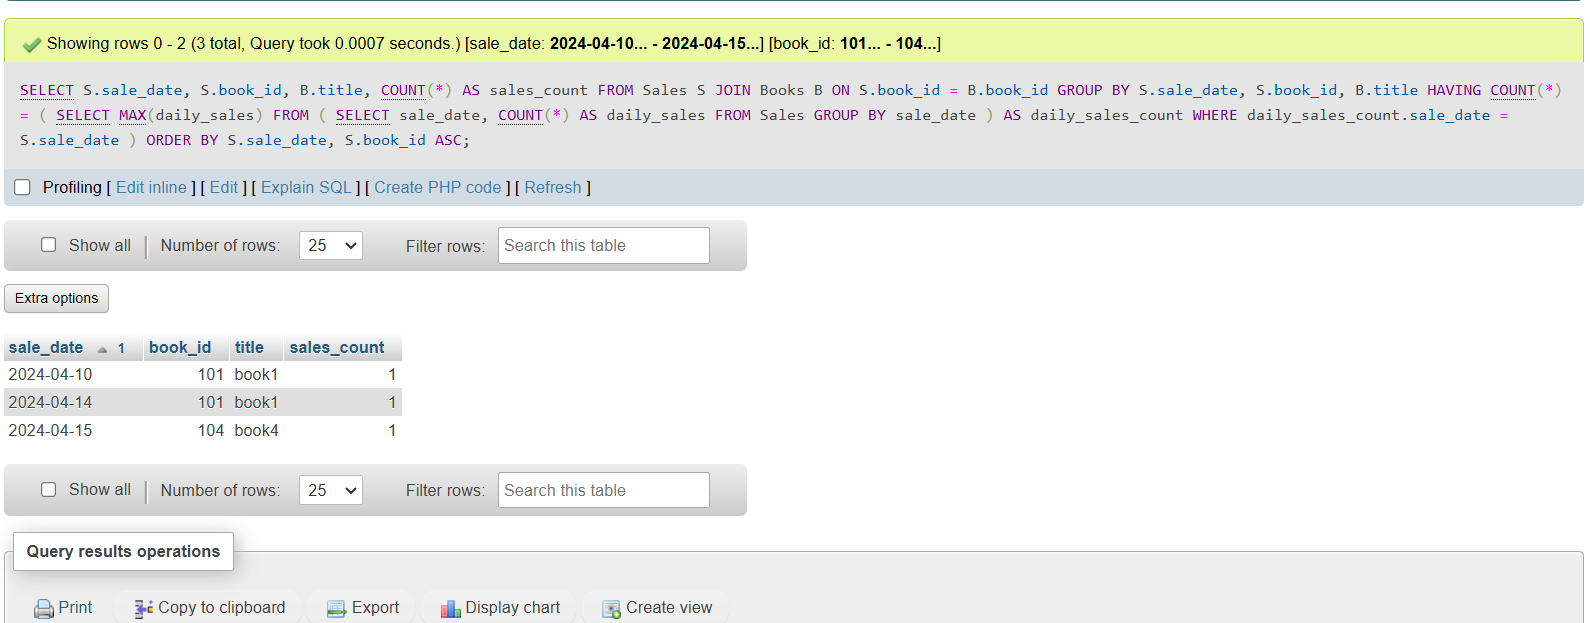 Showing rows 0 - 2 (3 total, Query took 0.0007 seconds.) [sale_date: 2024-04-10... - 2024-04-15...] [book_id: 101... - 104...]
SELECT S.sale_date, S.book_id, B.title, COUNT(*) AS sales_count FROM Sales S JOIN Books B ON S.book_id = B.book_id GROUP BY S.sale_date, S.book_id, B.title HAVING COUNT(*)
= ( SELECT MAX(daily_sales) FROM ( SELECT sale_date, COUNT(*) AS daily_sales FROM Sales GROUP BY sale_date ) AS daily_sales_count WHERE daily_sales_count.sale_date =
S.sale_date ) ORDER BY S.sale_date, S.book_id ASC;
Profiling [ Edit inline ] [ Edit ] [ Explain SQL ] [ Create PHP code ] [ Refresh ]
Show all Number of rows: 25 Filter rows: Search this table
Extra options
sale_date 1 book_id title sales_count
2024-04-10 101 book1 1
2024-04-14 101 book1 1
2024-04-15 104 book4 1
Show all Number of rows: 25 Filter rows: Search this table
Query results operations
Print Copy to clipboard Export Display chart Create view